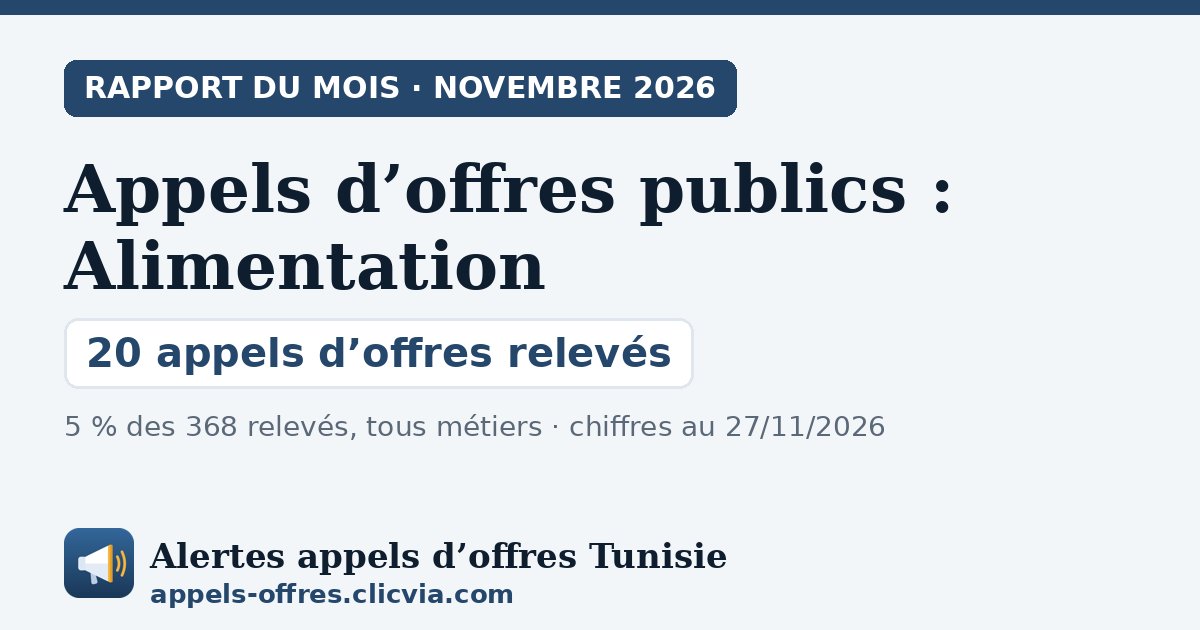 RAPPORT DU MOIS · NOVEMBRE 2026
Appels d’offres publics :
Alimentation
20 appels d’offres relevés
5 % des 368 relevés, tous métiers · chiffres au 27/11/2026
Alertes appels d’offres Tunisie
appels-offres.clicvia.com